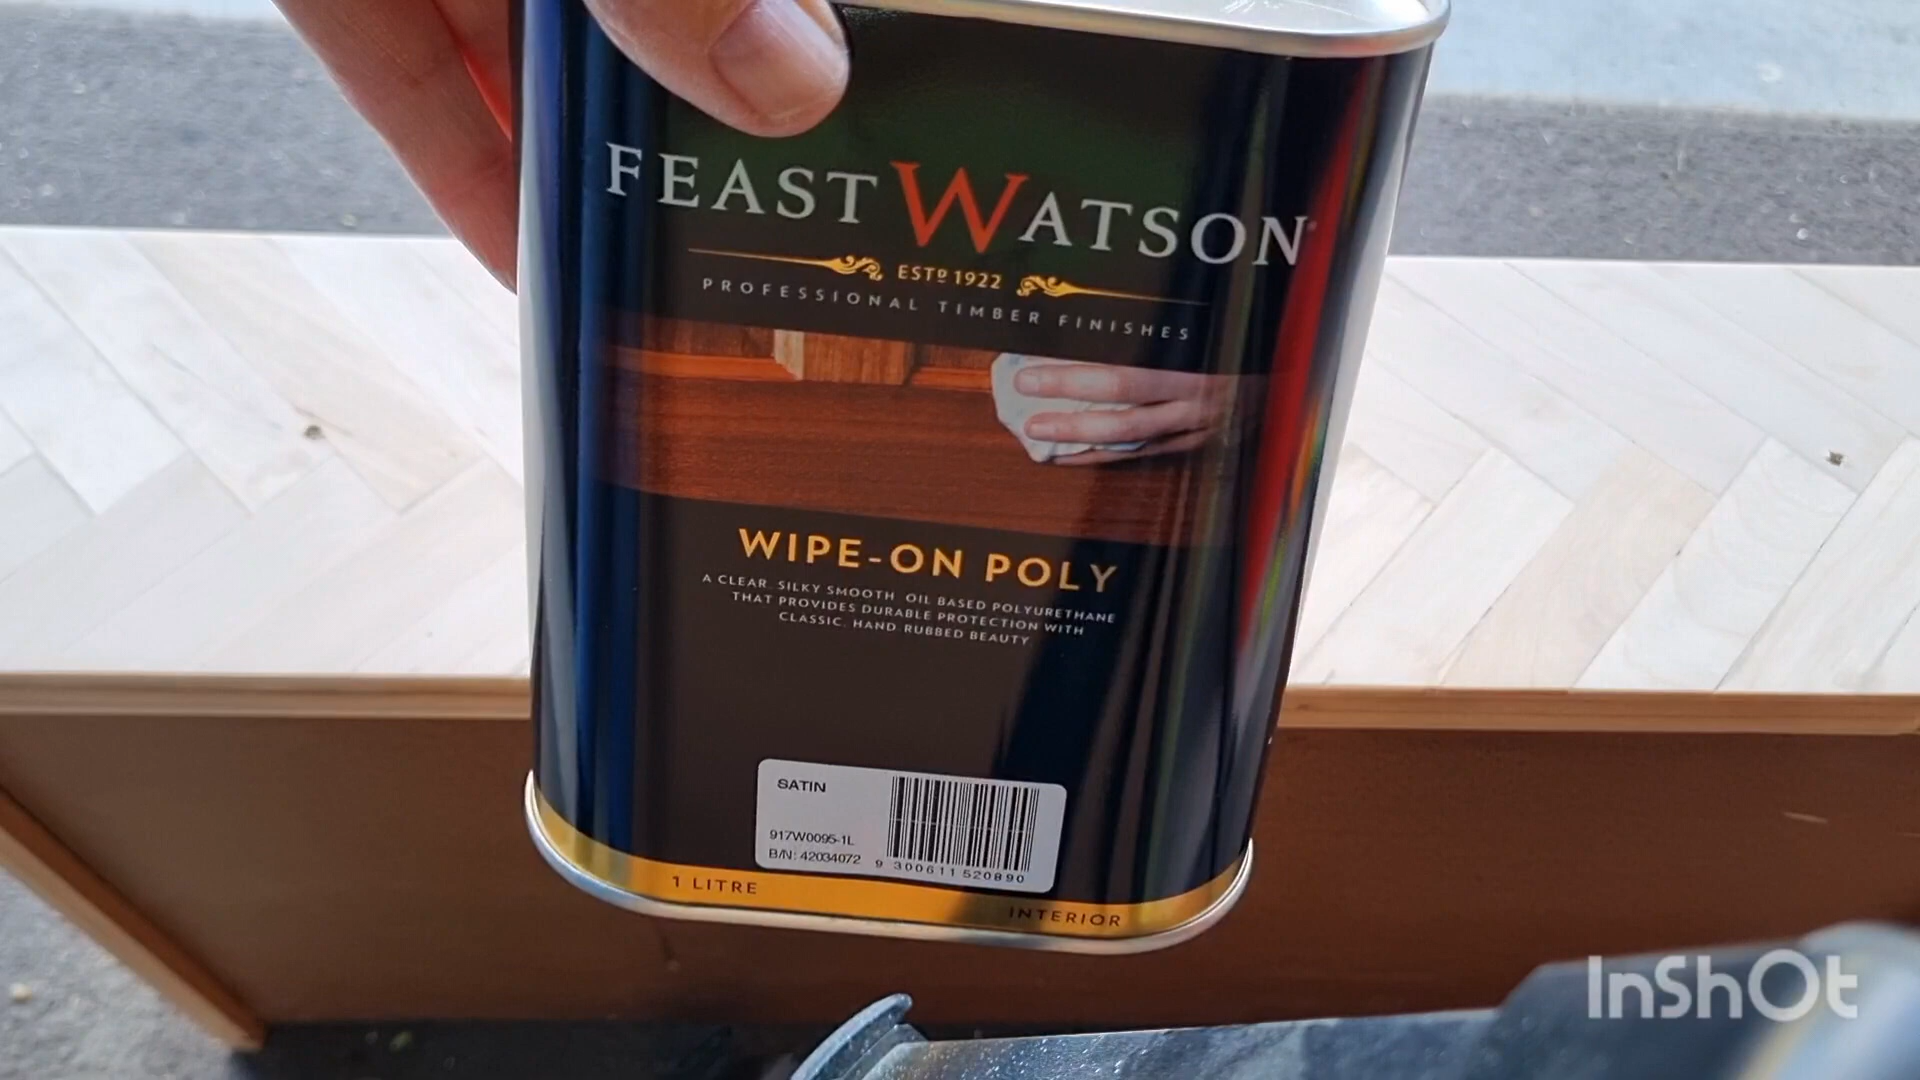 FEAST WATSON
ESTD 1922
PROFESSIONAL TIMBER FINISHES
WIPE-ON POLY
A CLEAR, SILKY SMOOTH OIL BASED POLYURETHANE
THAT PROVIDES DURABLE PROTECTION WITH
CLASSIC, HAND RUBBED BEAUTY
SATIN
917W0095-1L
B/N: 42034072
9 300611 520890
1 LITRE
INTERIOR
InShOt